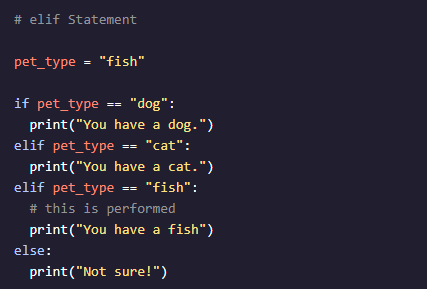 # elif Statement
pet_type = "fish"
if pet_type == "dog":
  print("You have a dog.")
elif pet_type == "cat":
  print("You have a cat.")
elif pet_type == "fish":
  # this is performed
  print("You have a fish")
else:
  print("Not sure!")